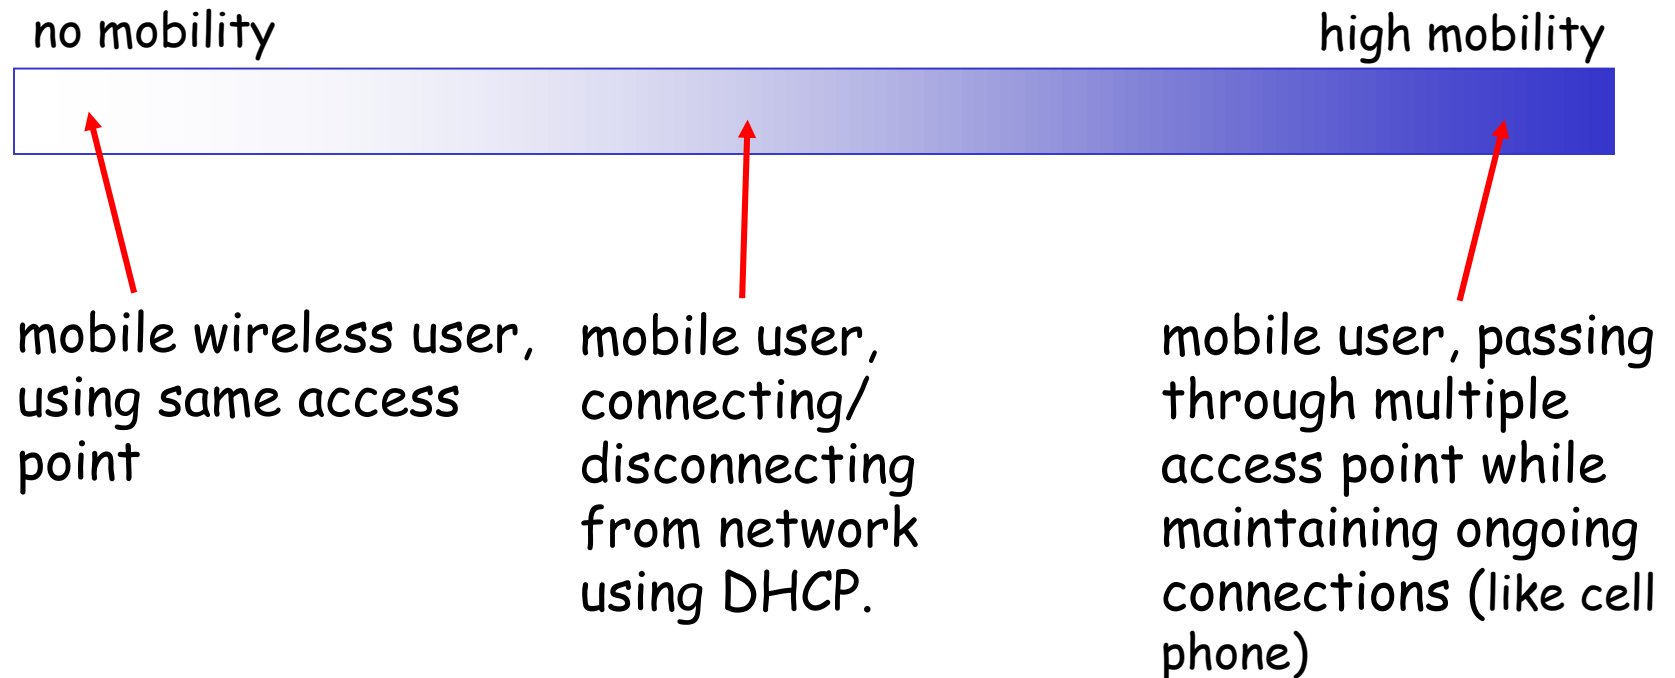 no mobility
high mobility
mobile wireless user,
using same access
point
mobile user,
connecting/
disconnecting
from network
using DHCP.
mobile user, passing
through multiple
access point while
maintaining ongoing
connections (like cell
phone)